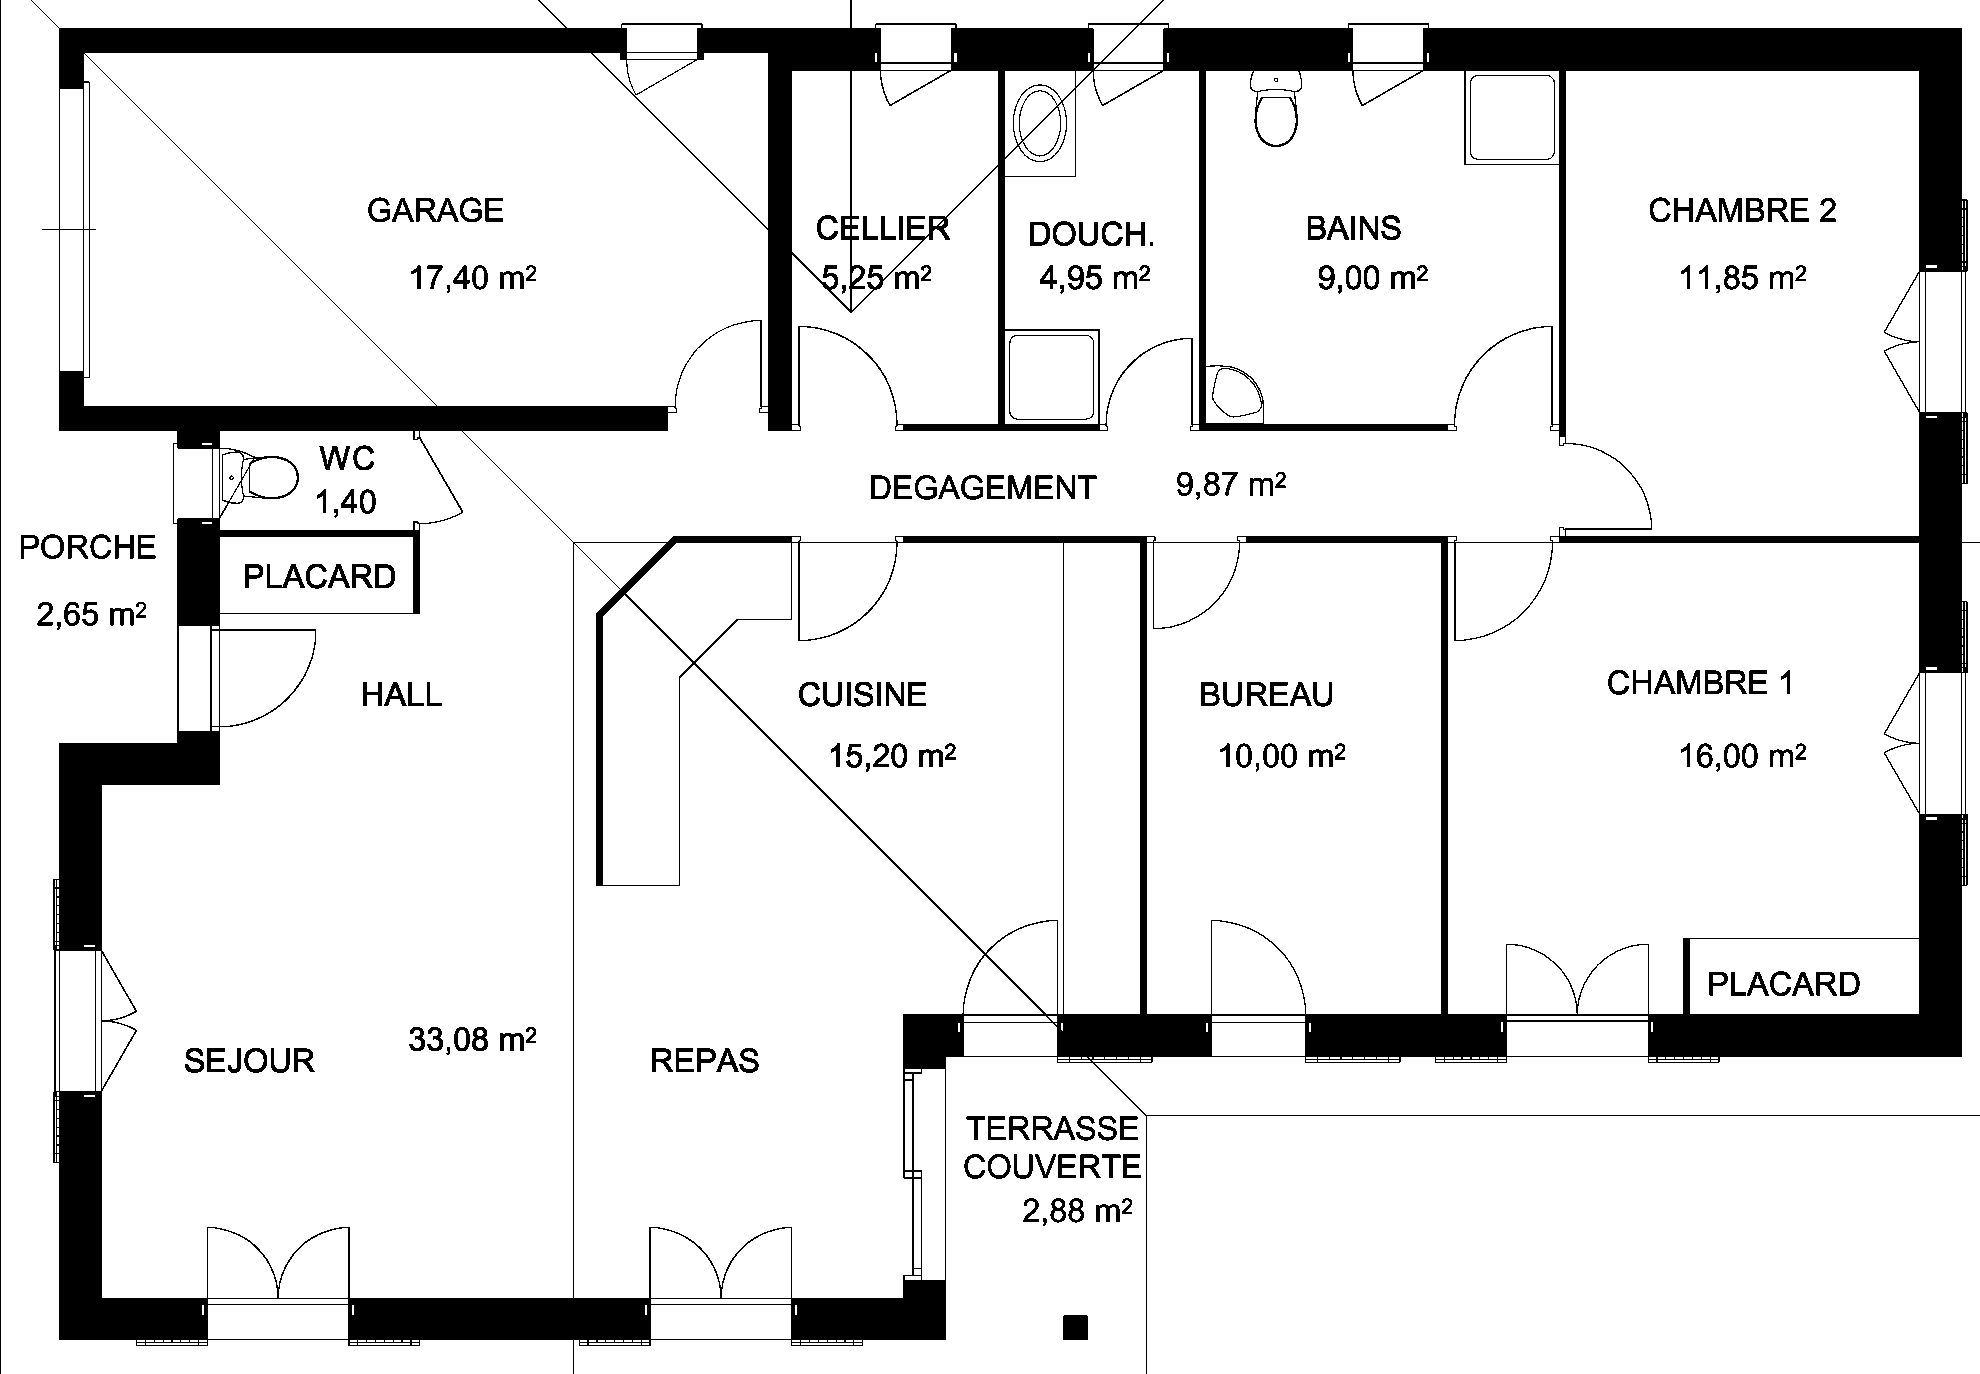 GARAGE
17,40 m²
CELLIER
5,25 m²
DOUCH.
4,95 m²
BAINS
9,00 m²
CHAMBRE 2
11,85 m²
WC
1,40
DEGAGEMENT 9,87 m²
PORCHE
2,65 m²
PLACARD
HALL
CUISINE
15,20 m²
BUREAU
10,00 m²
CHAMBRE 1
16,00 m²
PLACARD
SEJOUR
33,08 m²
REPAS
TERRASSE
COUVERTE
2,88 m²